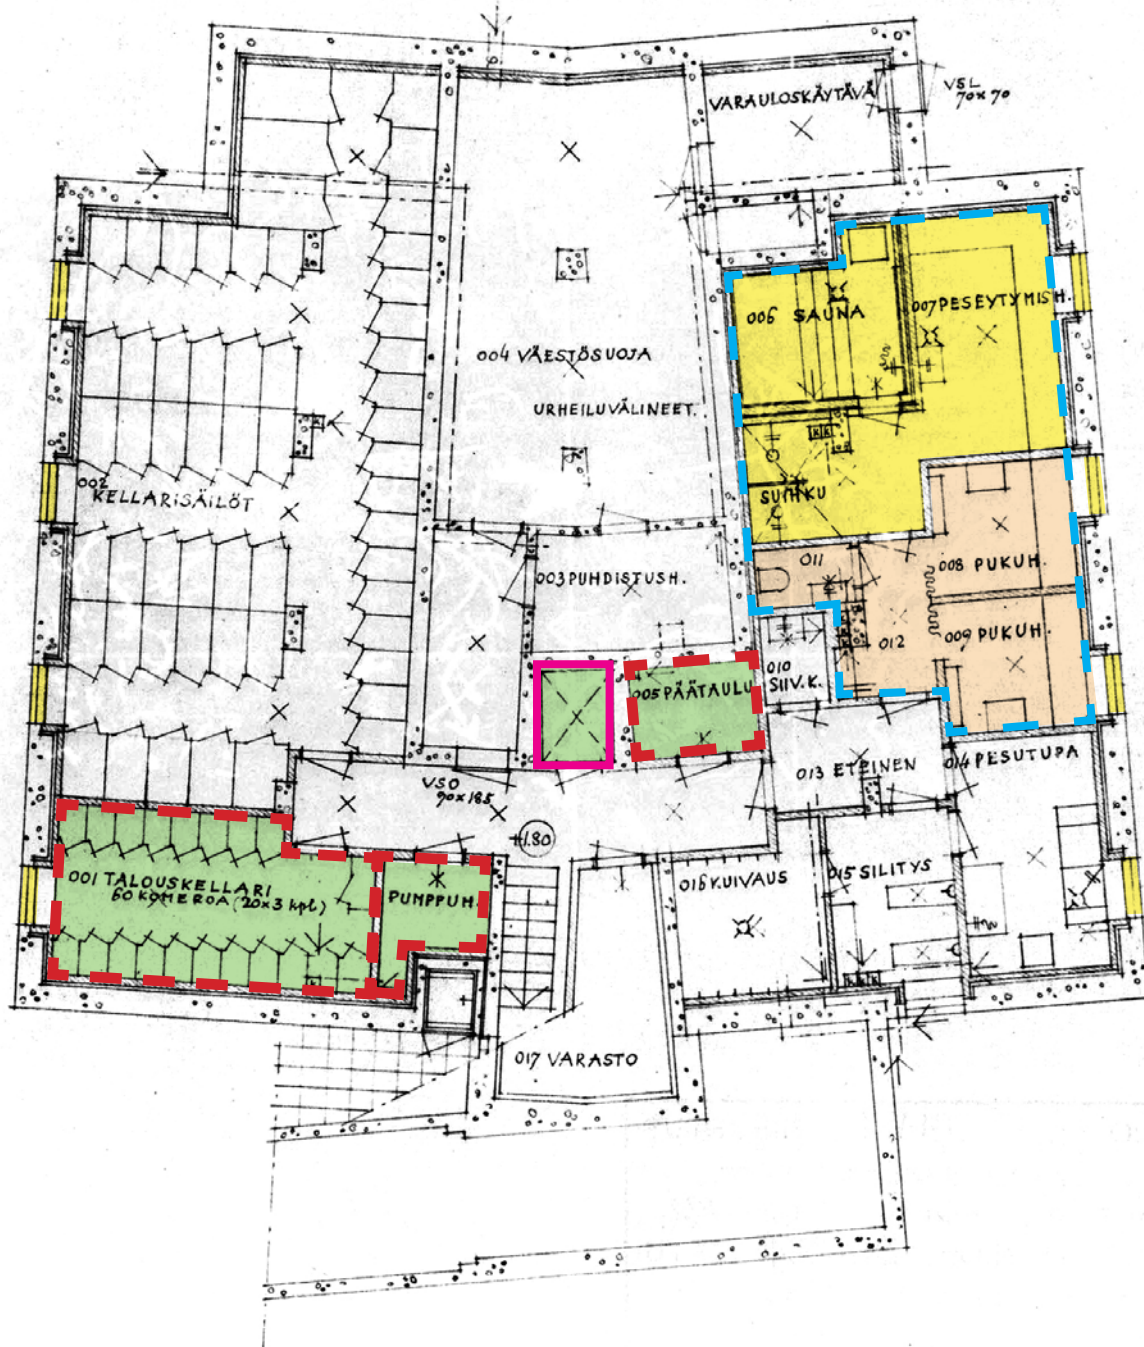 VARAULOSKÄYTÄVÄ
VSL
70x70
006 SAUNA
007 PESEYTYMISH.
004 VÄESTÖSUOJA
URHEILUVÄLINEET.
002
KELLARISÄILÖT
SUIHKU
KK
003 PUHDISTUSH.
011
008 PUKUH.
012
009 PUKUH.
010
SIIV.K.
005 PÄÄTAULU
VSO
90x185
013 ETEINEN
014 PESUTUPA
+1.80
001 TALOUSKELLARI
60 KOMEROA (20x3 kpl)
PUMPPUH.
016 KUIVAUS
015 SILITYS
017 VARASTO